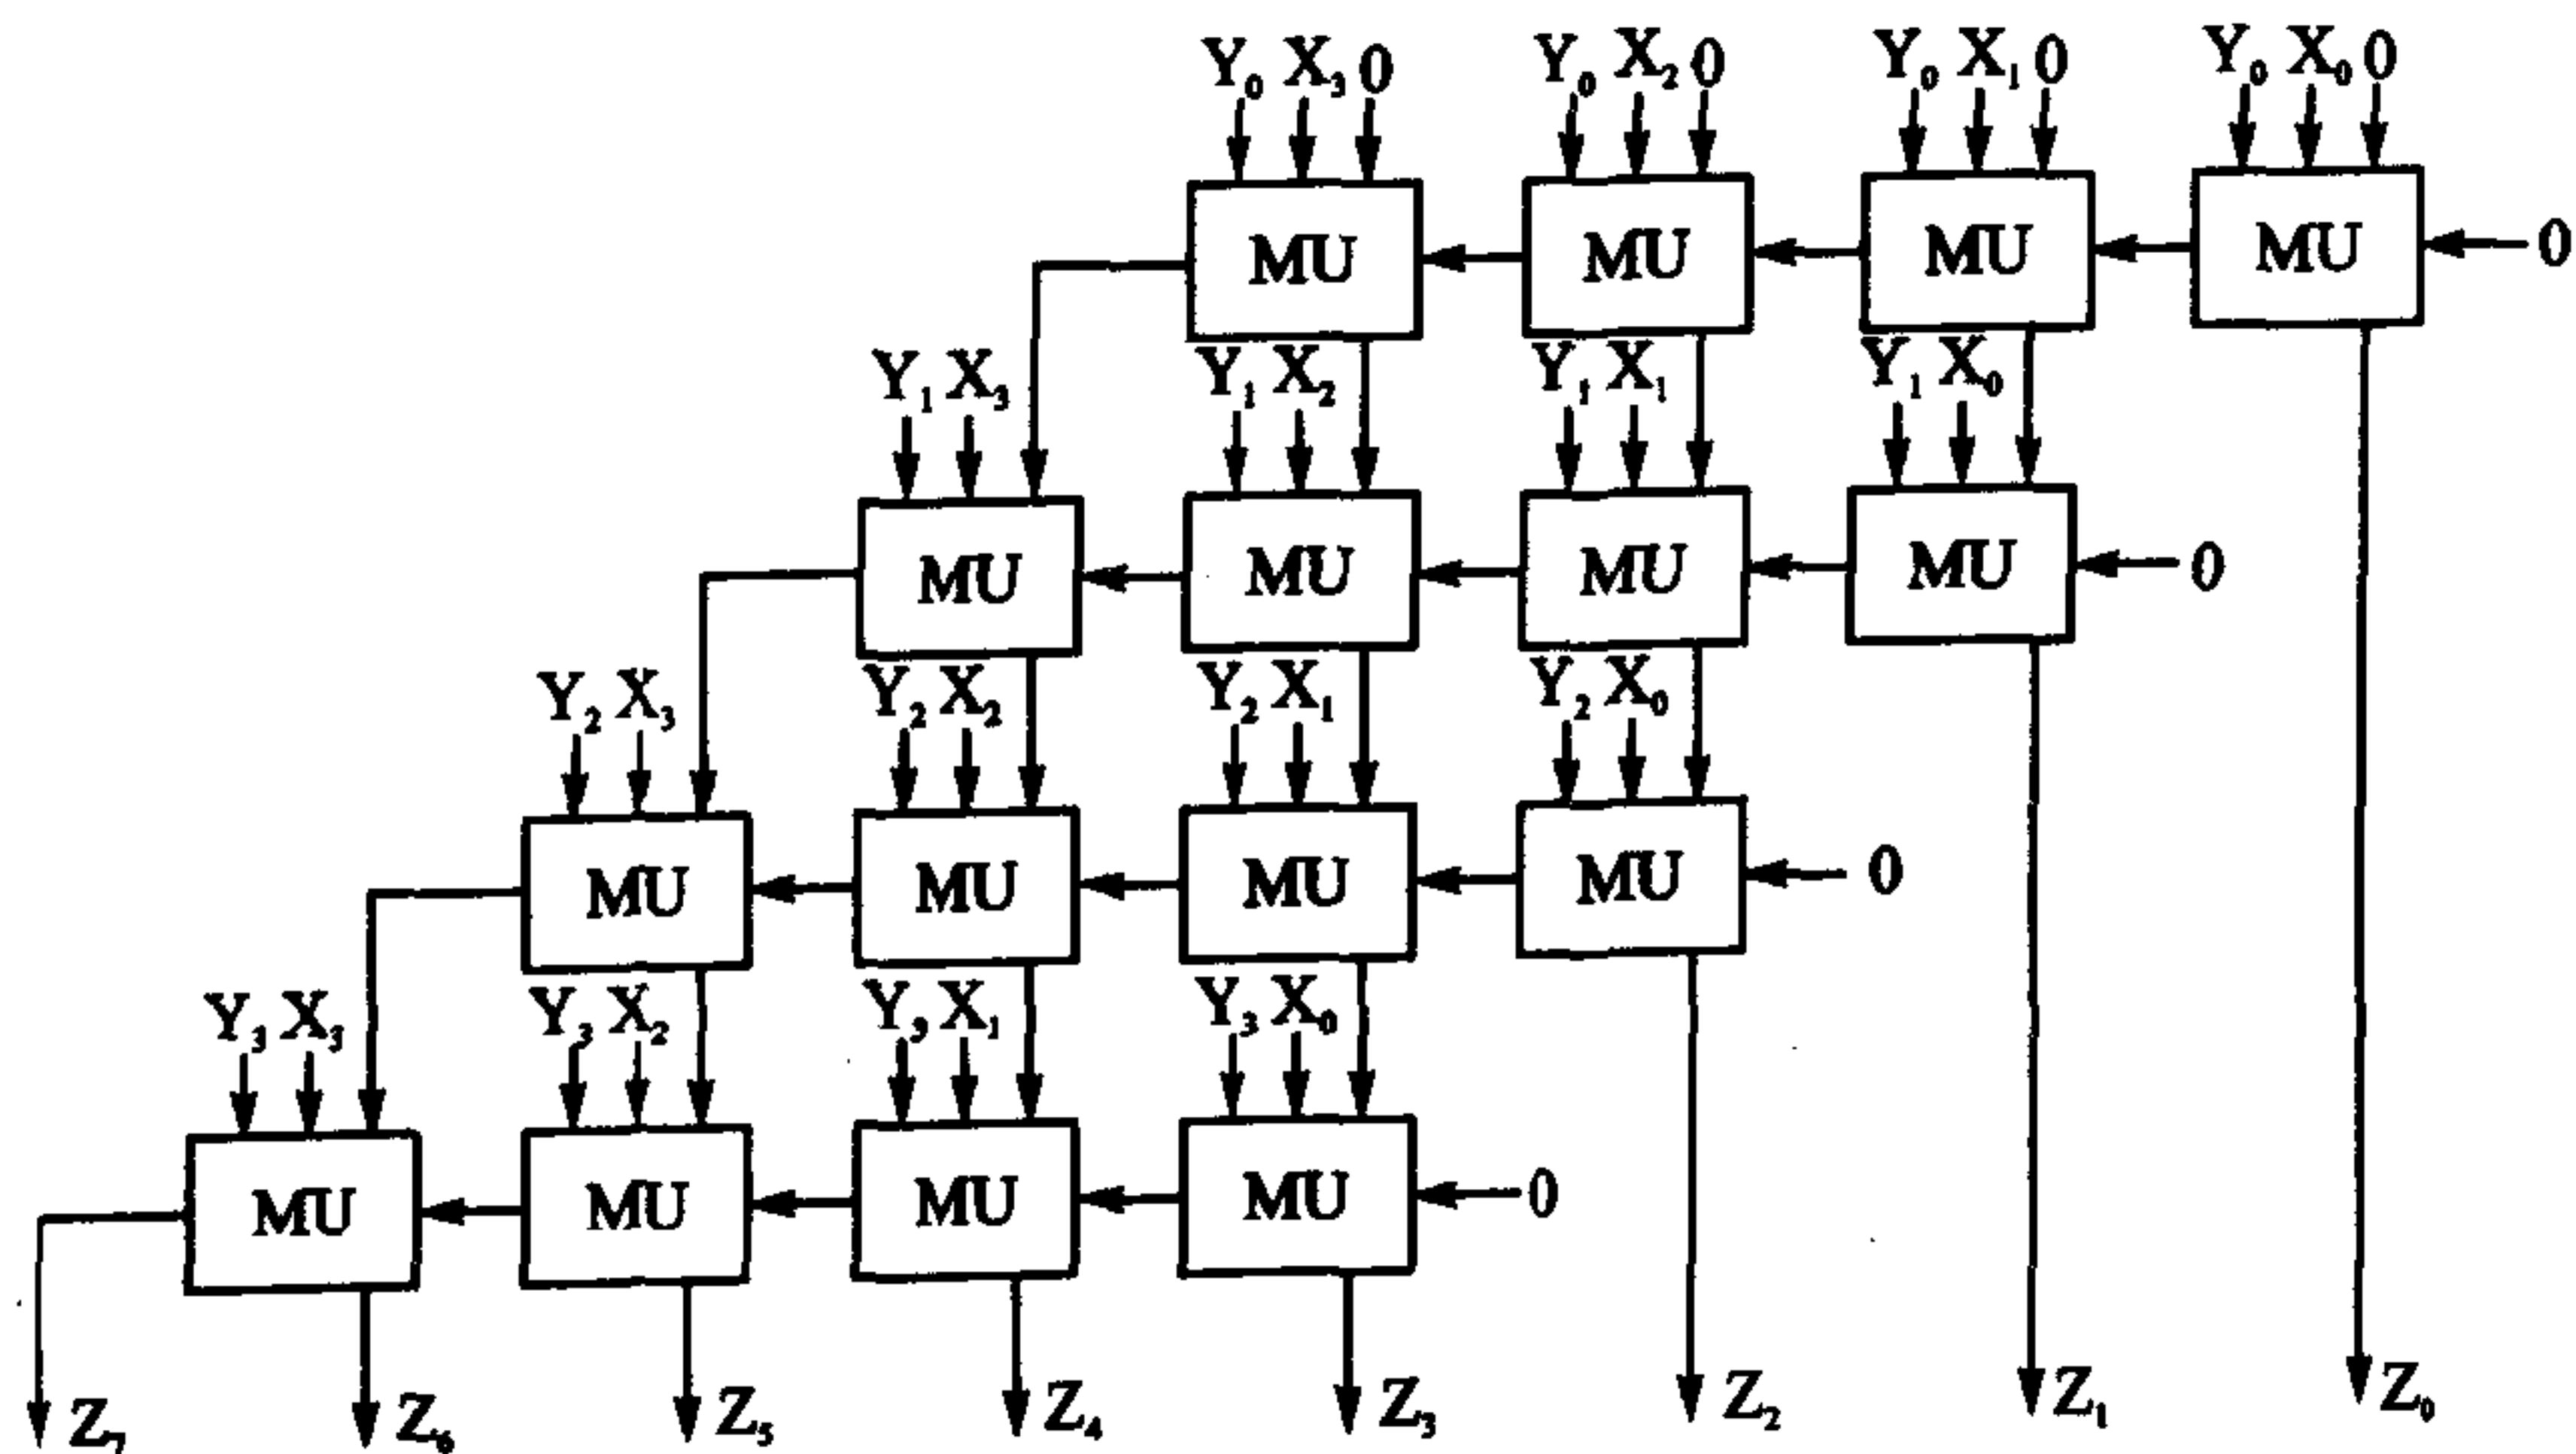 Y₀ X₃ 0 Y₀ X₂ 0 Y₀ X₁ 0 Y₀ X₀ 0
MU MU MU MU 0
Y₁ X₃ Y₁ X₂ Y₁ X₁ Y₁ X₀
MU MU MU MU 0
Y₂ X₃ Y₂ X₂ Y₂ X₁ Y₂ X₀
MU MU MU MU 0
Y₃ X₃ Y₃ X₂ Y₃ X₁ Y₃ X₀
MU MU MU MU 0
Z₇ Z₆ Z₅ Z₄ Z₃ Z₂ Z₁ Z₀